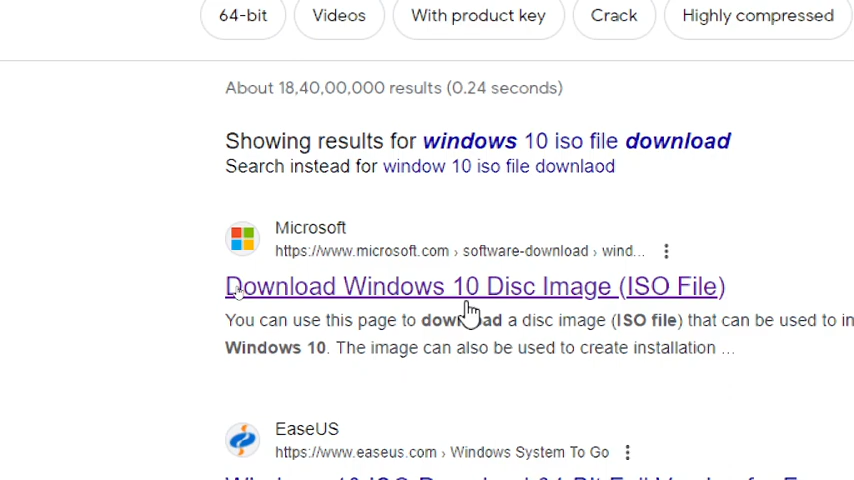 64-bit
Videos
With product key
Crack
Highly compressed
About 18,40,00,000 results (0.24 seconds)
Showing results for windows 10 iso file download
Search instead for window 10 iso file downlaod
Microsoft
https://www.microsoft.com › software-download › wind...
Download Windows 10 Disc Image (ISO File)
You can use this page to download a disc image (ISO file) that can be used to in
Windows 10. The image can also be used to create installation ...
EaseUS
https://www.easeus.com › Windows System To Go